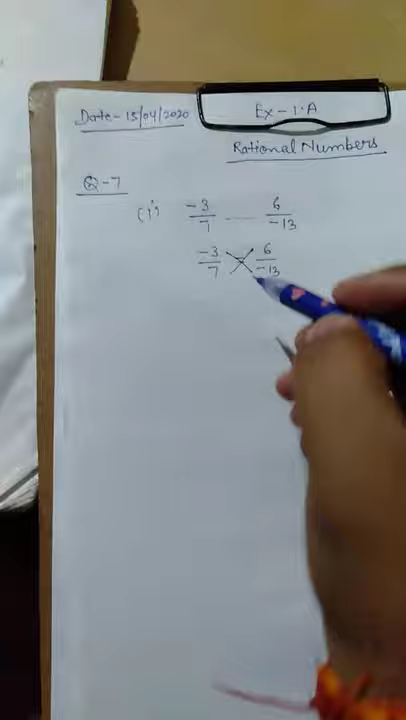 Date - 15/04/2020
Ex - 1.A
Rational Numbers
Q-7
(i) -3/7 ...... 6/-13
-3/7 × 6/-13